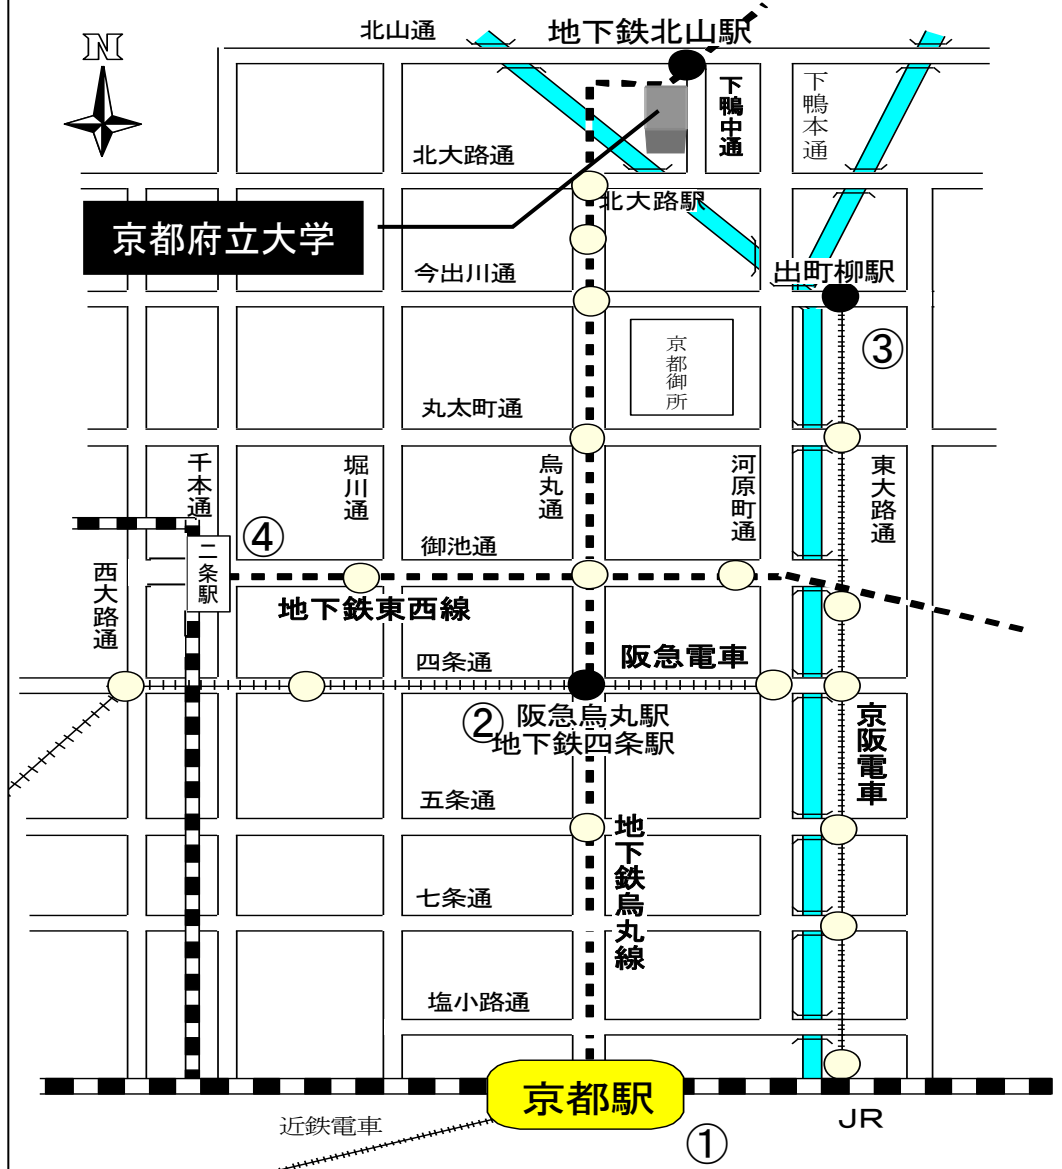 北山通
地下鉄北山駅
N
下鴨中通
下鴨本通
北大路通
北大路駅
京都府立大学
今出川通
出町柳駅
③
京都御所
丸太町通
千本通
堀川通
烏丸通
河原町通
東大路通
④
御池通
二条駅
西大路通
地下鉄東西線
四条通
阪急電車
②
阪急烏丸駅
地下鉄四条駅
京阪電車
五条通
地下鉄烏丸線
七条通
塩小路通
京都駅
近鉄電車
JR
①